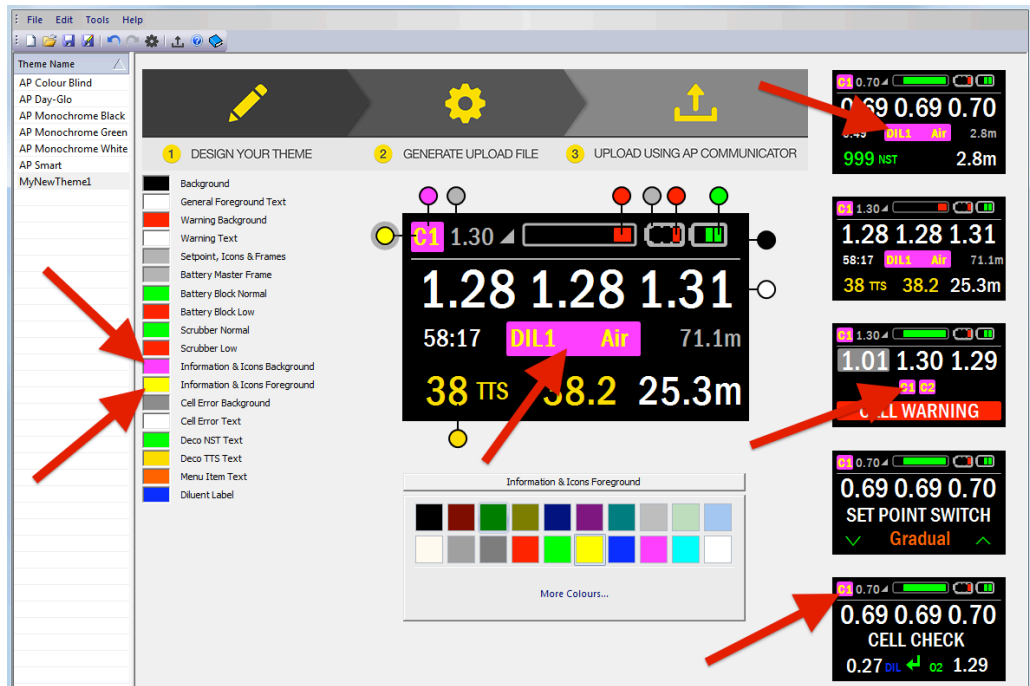 File Edit Tools Help
Theme Name
AP Colour Blind
AP Day-Glo
AP Monochrome Black
AP Monochrome Green
AP Monochrome White
AP Smart
MyNewTheme1
1 DESIGN YOUR THEME
2 GENERATE UPLOAD FILE
3 UPLOAD USING AP COMMUNICATOR
Background
General Foreground Text
Warning Background
Warning Text
Setpoint, Icons & Frames
Battery Master Frame
Battery Block Normal
Battery Block Low
Scrubber Normal
Scrubber Low
Information & Icons Background
Information & Icons Foreground
Cell Error Background
Cell Error Text
Deco NST Text
Deco TTS Text
Menu Item Text
Diluent Label
C1 1.30
1.28 1.28 1.31
58:17 DIL1 Air 71.1m
38 TTS 38.2 25.3m
Information & Icons Foreground
More Colours...
C1 0.70
0.69 0.69 0.70
DIL1 Air 2.8m
999 NST 2.8m
C1 1.30
1.28 1.28 1.31
58:17 DIL1 Air 71.1m
38 TTS 38.2 25.3m
C1 1.30
1.01 1.30 1.29
C1 C2
CELL WARNING
C1 0.70
0.69 0.69 0.70
SET POINT SWITCH
Gradual
C1 0.70
0.69 0.69 0.70
CELL CHECK
0.27 DIL O2 1.29